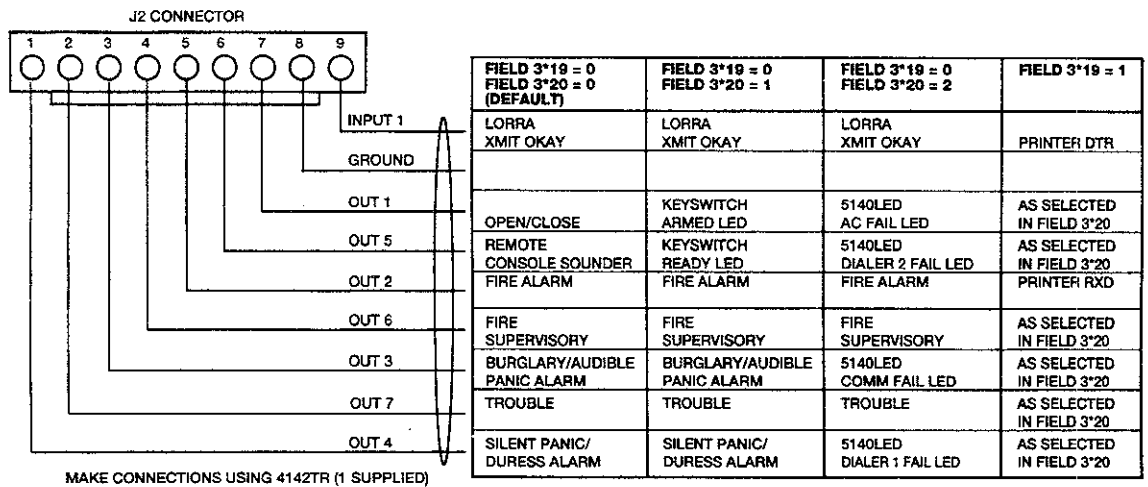 J2 CONNECTOR
1 2 3 4 5 6 7 8 9
FIELD 3*19 = 0
FIELD 3*20 = 0
(DEFAULT)
FIELD 3*19 = 0
FIELD 3*20 = 1
FIELD 3*19 = 0
FIELD 3*20 = 2
FIELD 3*19 = 1
INPUT 1
LORRA
XMIT OKAY
LORRA
XMIT OKAY
LORRA
XMIT OKAY
PRINTER DTR
GROUND
OUT 1
OPEN/CLOSE
KEYSWITCH
ARMED LED
5140LED
AC FAIL LED
AS SELECTED
IN FIELD 3*20
OUT 5
REMOTE
CONSOLE SOUNDER
KEYSWITCH
READY LED
5140LED
DIALER 2 FAIL LED
AS SELECTED
IN FIELD 3*20
OUT 2
FIRE ALARM
FIRE ALARM
FIRE ALARM
PRINTER RXD
OUT 6
FIRE
SUPERVISORY
FIRE
SUPERVISORY
FIRE
SUPERVISORY
AS SELECTED
IN FIELD 3*20
OUT 3
BURGLARY/AUDIBLE
PANIC ALARM
BURGLARY/AUDIBLE
PANIC ALARM
5140LED
COMM FAIL LED
AS SELECTED
IN FIELD 3*20
OUT 7
TROUBLE
TROUBLE
TROUBLE
AS SELECTED
IN FIELD 3*20
OUT 4
SILENT PANIC/
DURESS ALARM
SILENT PANIC/
DURESS ALARM
5140LED
DIALER 1 FAIL LED
AS SELECTED
IN FIELD 3*20
MAKE CONNECTIONS USING 4142TR (1 SUPPLIED)